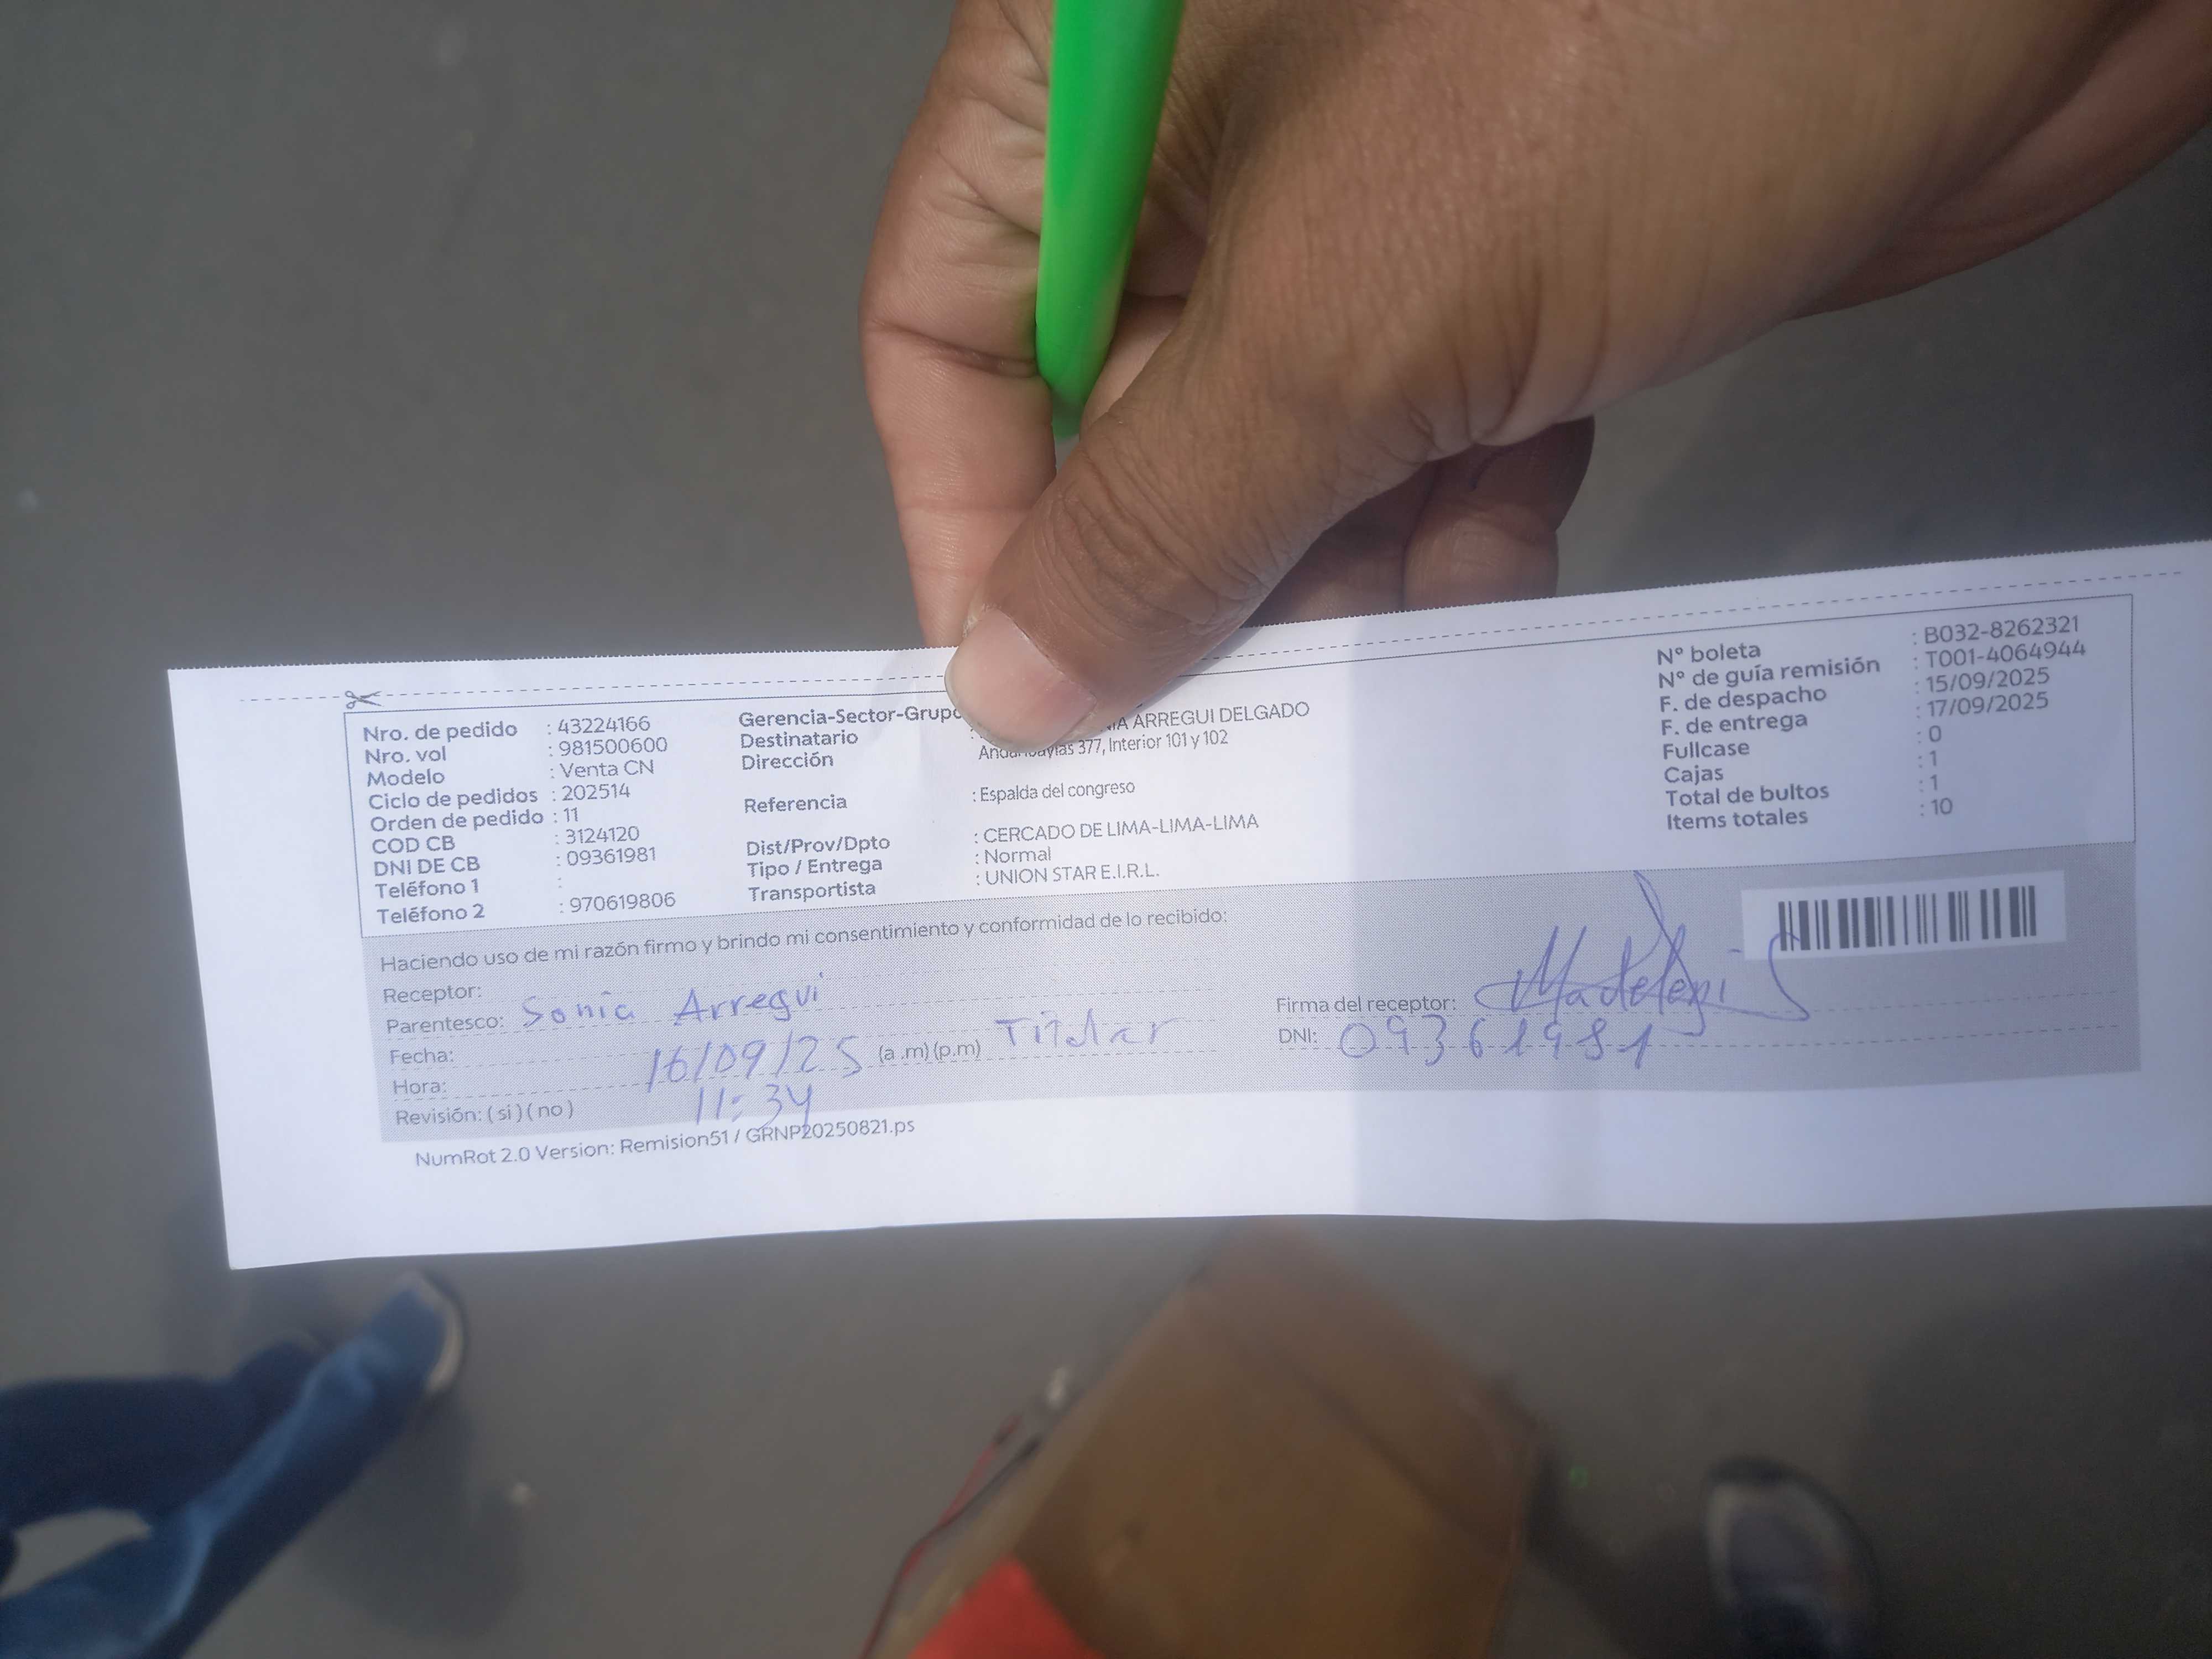 Nro. de pedido : 43224166
Nro. vol : 981500600
Modelo : Venta CN
Ciclo de pedidos : 202514
Orden de pedido : 11
COD CB : 3124120
DNI DE CB : 09361981
Teléfono 1 :
Teléfono 2 : 970619806
Gerencia-Sector-Grupo
Destinatario : ARREGUI DELGADO
Dirección 377, Interior 101 y 102
Referencia : Espalda del congreso
Dist/Prov/Dpto : CERCADO DE LIMA-LIMA-LIMA
Tipo / Entrega : Normal
Transportista : UNION STAR E.I.R.L.
N° boleta : B032-8262321
N° de guía remisión : T001-4064944
F. de despacho : 15/09/2025
F. de entrega : 17/09/2025
Fullcase : 0
Cajas : 1
Total de bultos : 1
Items totales : 10
Haciendo uso de mi razón firmo y brindo mi consentimiento y conformidad de lo recibido:
Receptor: Sonia Arregui
Parentesco: Titular
Fecha: 16/09/25 (a .m) (p.m)
Hora: 11:34
Revisión: ( si ) ( no )
Firma del receptor:
DNI: 09361981
NumRot 2.0 Version: Remision51 / GRNP20250821.ps